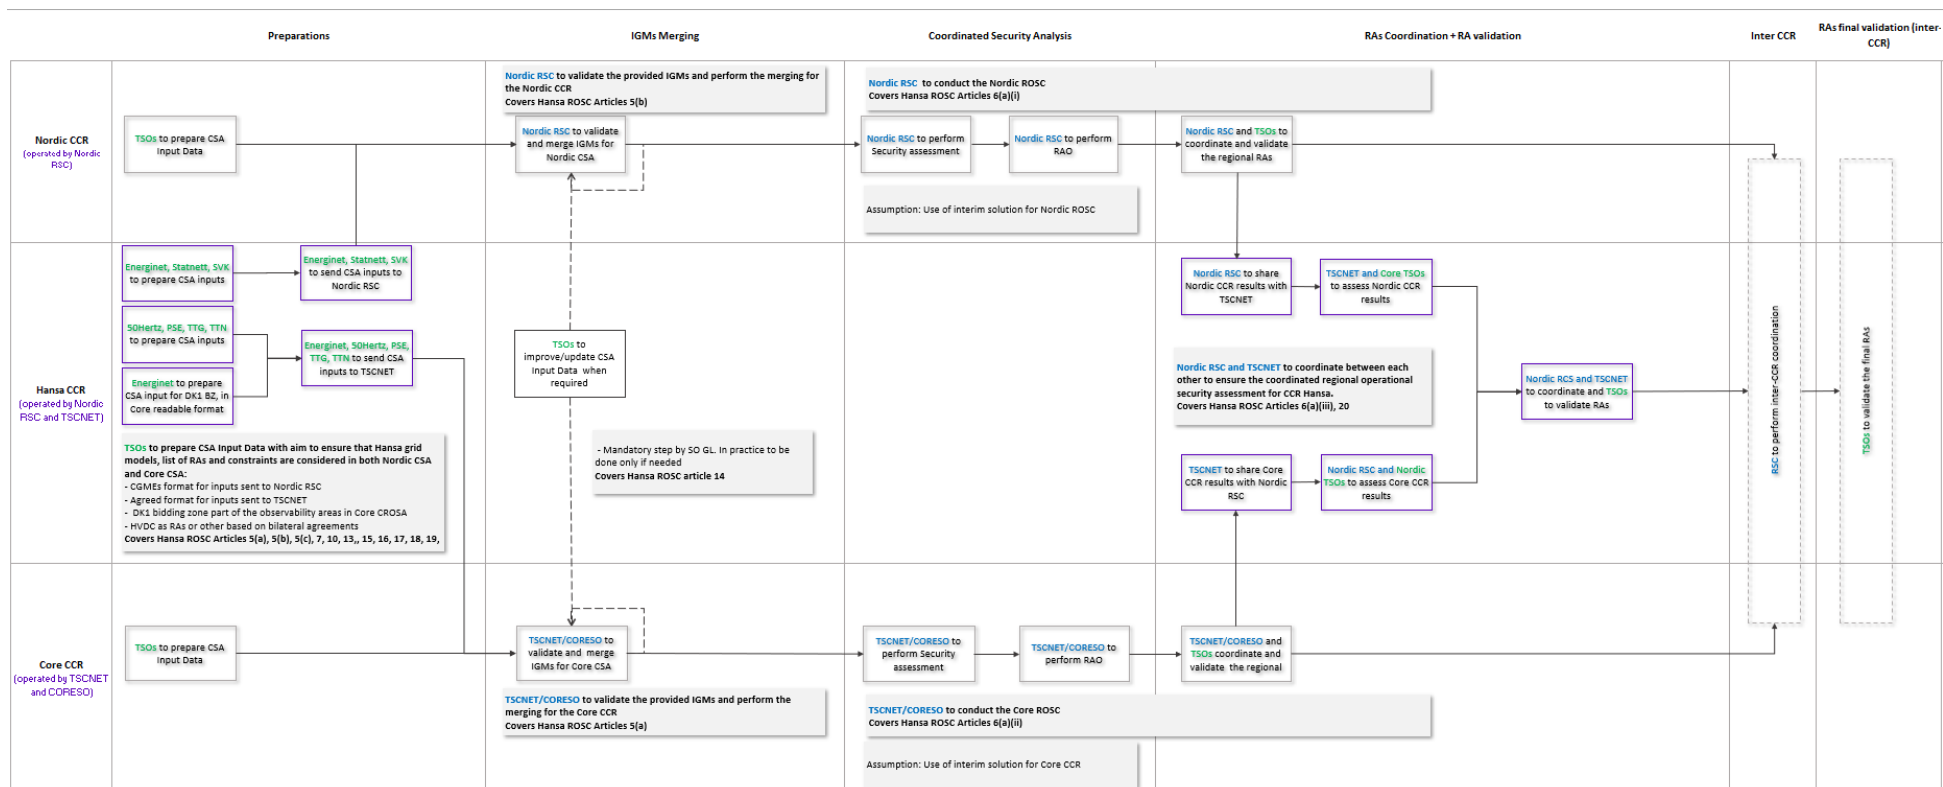 Preparations
IGMs Merging
Coordinated Security Analysis
RAs Coordination + RA validation
Inter CCR
RAs final validation (inter-
CCR)
Nordic CCR
(operated by Nordic
RSC)
TSOs to prepare CSA
Input Data
Nordic RSC to validate the provided IGMs and perform the merging for
the Nordic CCR
Covers Hansa ROSC Articles 5(b)
Nordic RSC to validate
and merge IGMs for
Nordic CSA
Nordic RSC to conduct the Nordic ROSC
Covers Hansa ROSC Articles 6(a)(i)
Nordic RSC to perform
Security assessment
Nordic RSC to perform
RAO
Assumption: Use of interim solution for Nordic ROSC
Nordic RSC and TSOs to
coordinate and validate
the regional RAs
Hansa CCR
(operated by Nordic
RSC and TSCNET)
Energinet, Statnett, SVK
to prepare CSA inputs
Energinet, Statnett, SVK
to send CSA inputs to
Nordic RSC
50Hertz, PSE, TTG, TTN
to prepare CSA inputs
Energinet to prepare
CSA input for DK1 BZ, in
Core readable format
Energinet, 50Hertz, PSE,
TTG, TTN to send CSA
inputs to TSCNET
TSOs to prepare CSA Input Data with aim to ensure that Hansa grid
models, list of RAs and constraints are considered in both Nordic CSA
and Core CSA:
- CGMEs format for inputs sent to Nordic RSC
- Agreed format for inputs sent to TSCNET
- DK1 bidding zone part of the observability areas in Core CROSA
- HVDC as RAs or other based on bilateral agreements
Covers Hansa ROSC Articles 5(a), 5(b), 5(c), 7, 10, 13,, 15, 16, 17, 18, 19,
TSOs to
improve/update CSA
Input Data when
required
- Mandatory step by SO GL. In practice to be
done only if needed
Covers Hansa ROSC article 14
Nordic RSC to share
Nordic CCR results with
TSCNET
TSCNET and Core TSOs
to assess Nordic CCR
results
Nordic RSC and TSCNET to coordinate between each
other to ensure the coordinated regional operational
security assessment for CCR Hansa.
Covers Hansa ROSC Articles 6(a)(iii), 20
TSCNET to share Core
CCR results with Nordic
RSC
Nordic RSC and Nordic
TSOs to assess Core CCR
results
Nordic RCS and TSCNET
to coordinate and TSOs
to validate RAs
RSC to perform inter-CCR coordination
TSOs to validate the final RAs
Core CCR
(operated by TSCNET
and CORESO)
TSOs to prepare CSA
Input Data
TSCNET/CORESO to
validate and merge
IGMs for Core CSA
TSCNET/CORESO to validate the provided IGMs and perform the
merging for the Core CCR
Covers Hansa ROSC Articles 5(a)
TSCNET/CORESO to
perform Security
assessment
TSCNET/CORESO to
perform RAO
TSCNET/CORESO and
TSOs coordinate and
validate the regional
TSCNET/CORESO to conduct the Core ROSC
Covers Hansa ROSC Articles 6(a)(ii)
Assumption: Use of interim solution for Core CCR